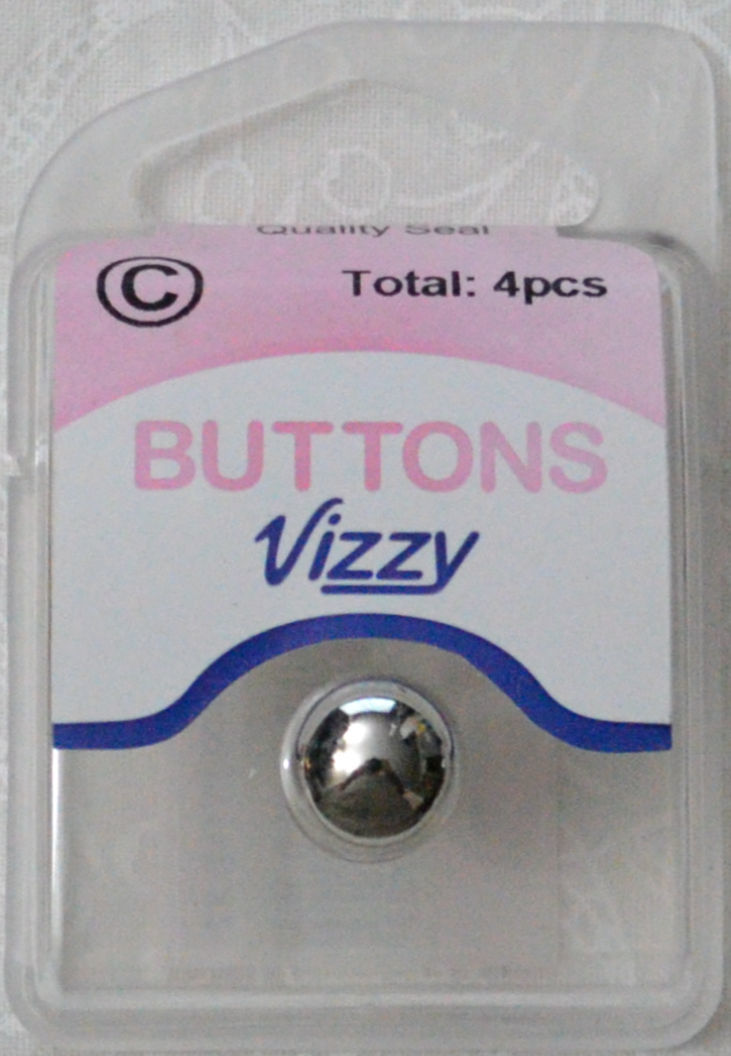 Quality Seal
© Total: 4pcs
BUTTONS
Vizzy